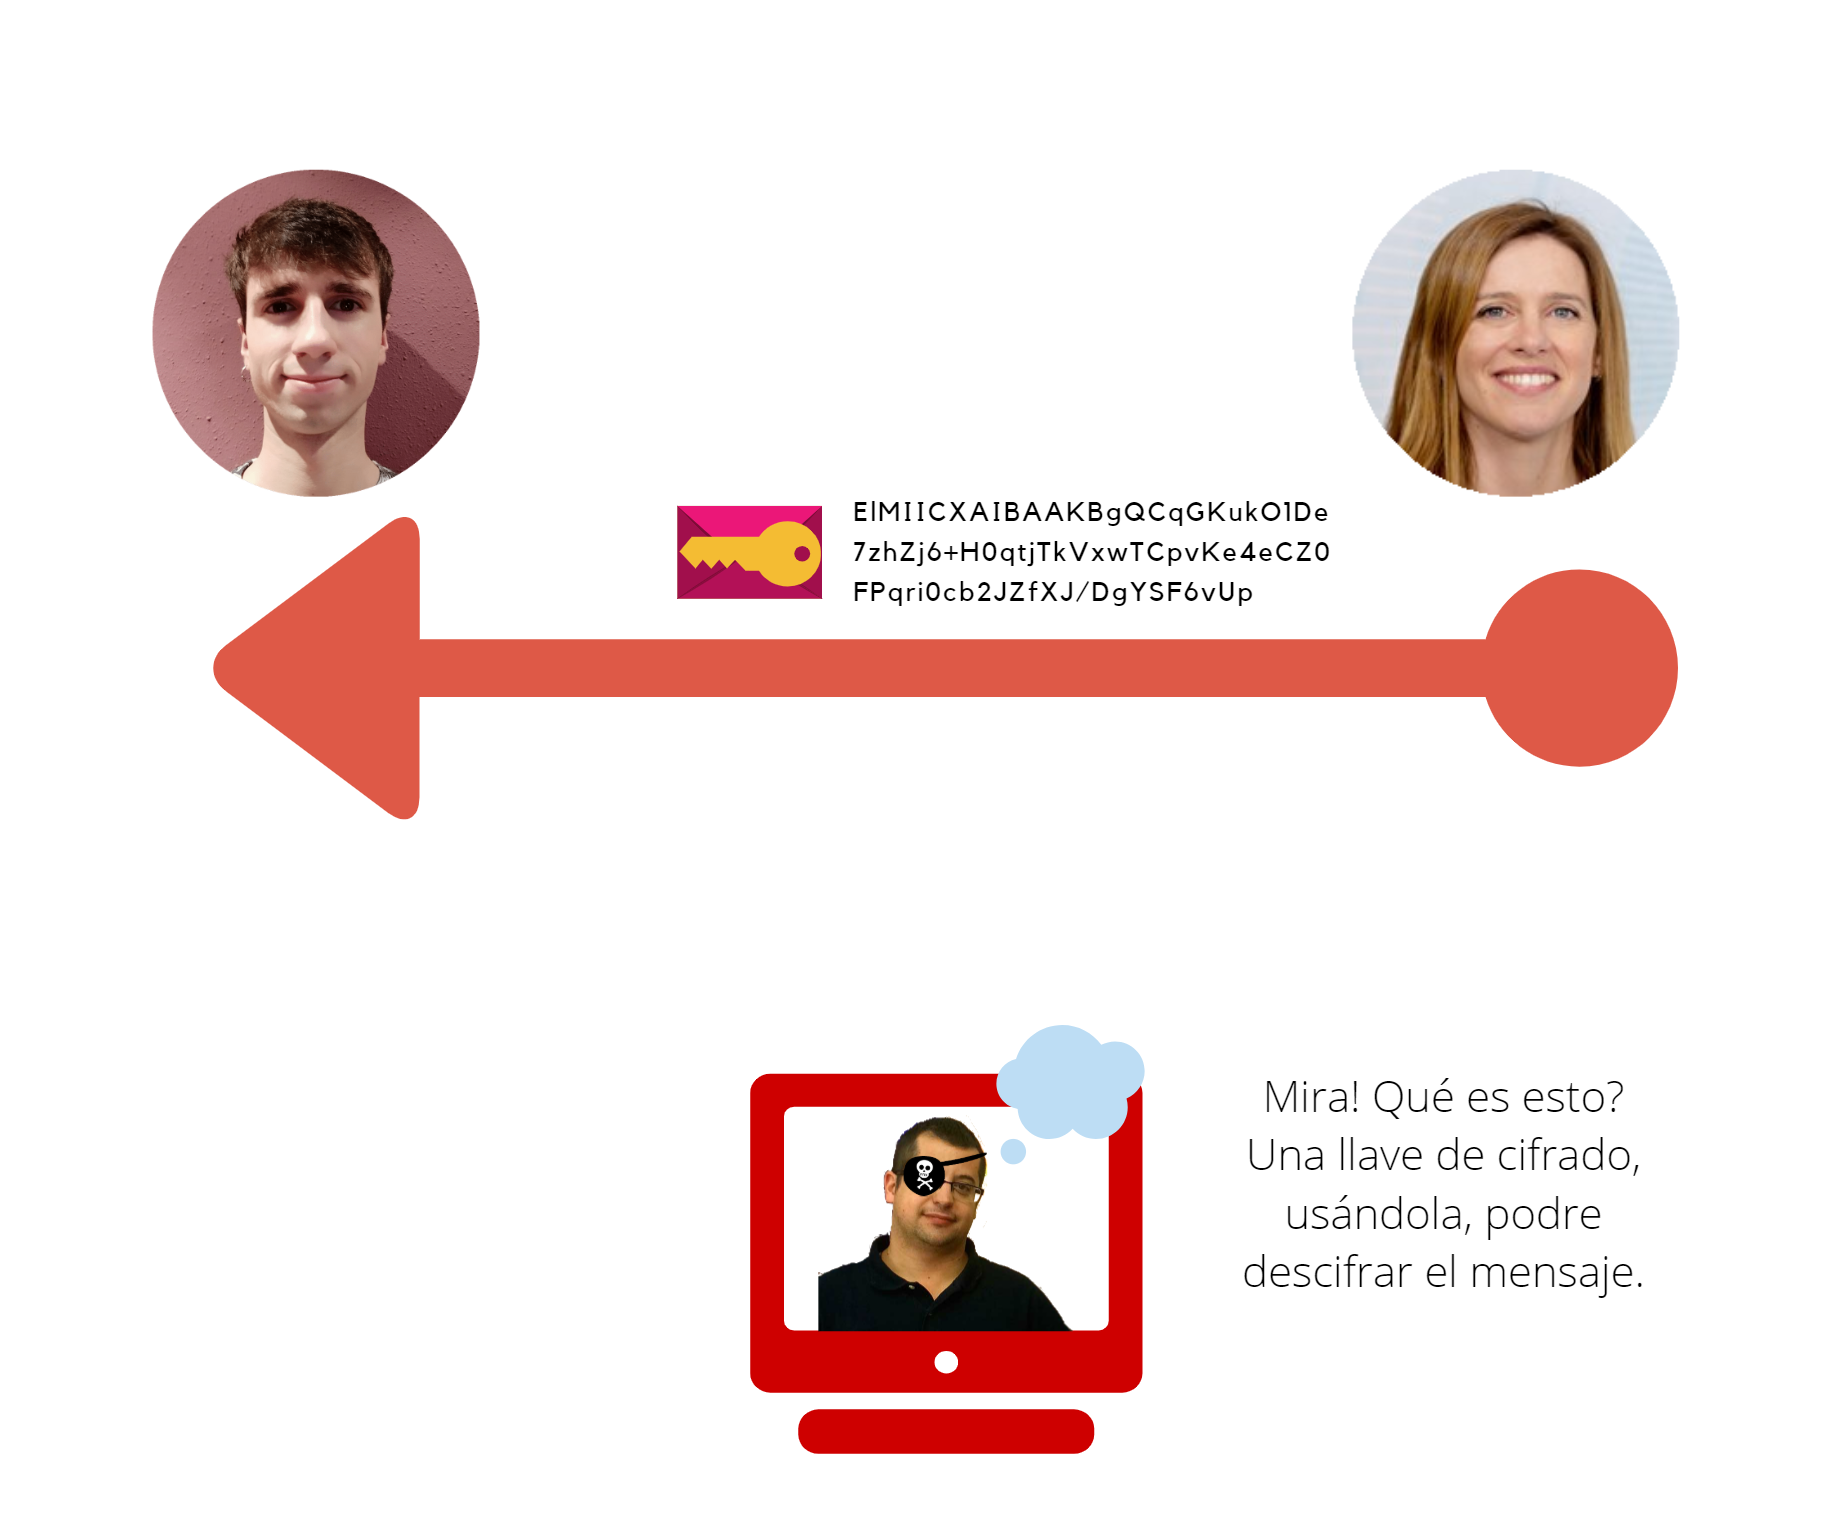 ElMIICXAIBAAKBgQCqGKukO1De
7zhZj6+H0qtjTkVxwTCpvKe4eCZ0
FPqri0cb2JZfXJ/DgYSF6vUp
Mira! Qué es esto?
Una llave de cifrado,
usándola, podre
descifrar el mensaje.